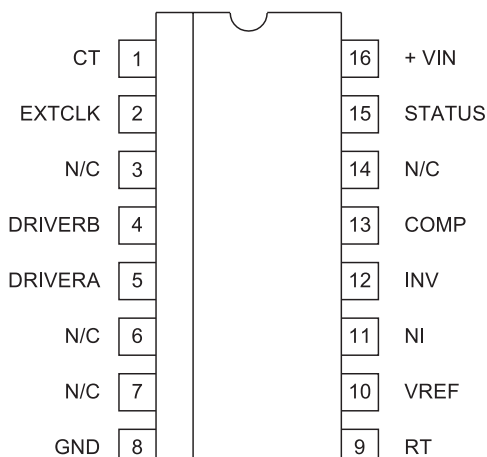 CT 1 16 + VIN
EXTCLK 2 15 STATUS
N/C 3 14 N/C
DRIVERB 4 13 COMP
DRIVERA 5 12 INV
N/C 6 11 NI
N/C 7 10 VREF
GND 8 9 RT